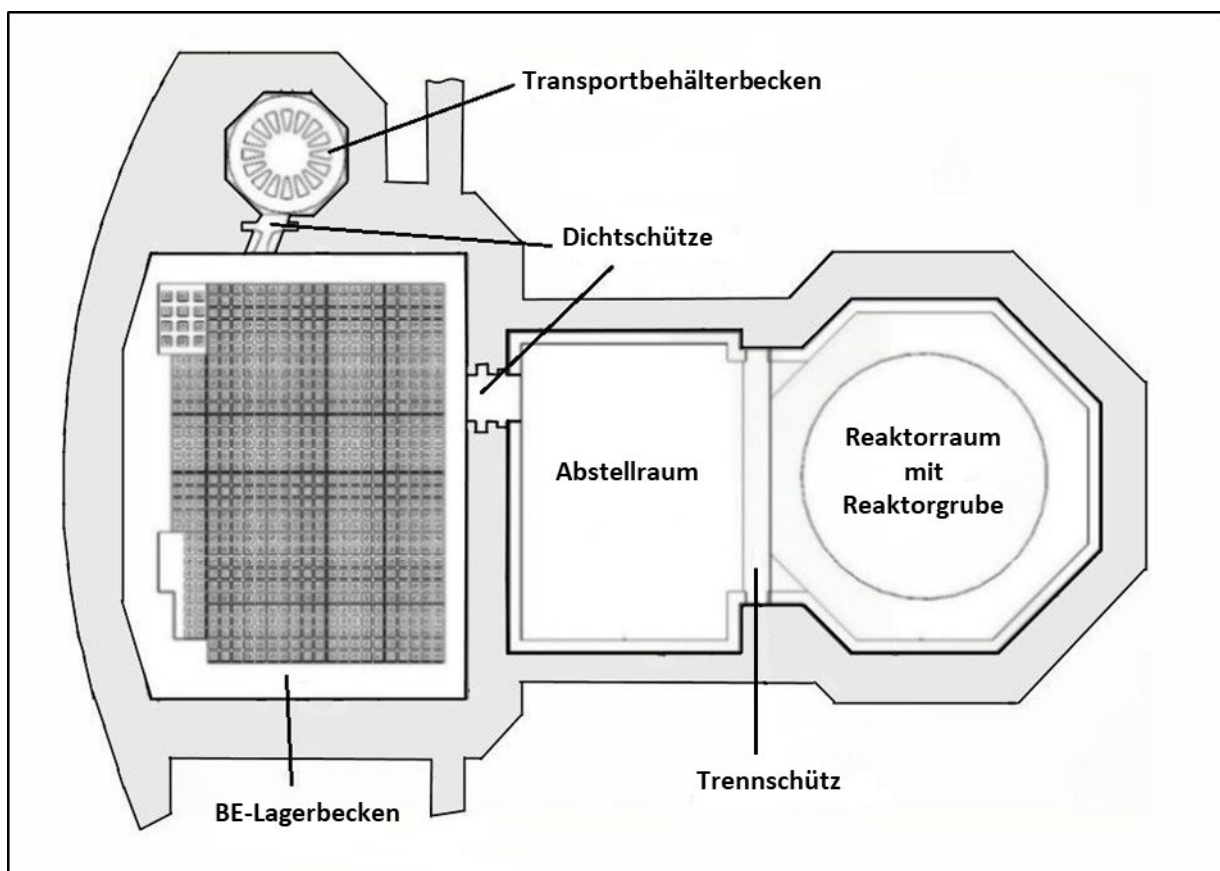 Transportbehälterbecken
Dichtschütze
Reaktorraum
mit
Reaktorgrube
Abstellraum
Trennschütz
BE-Lagerbecken